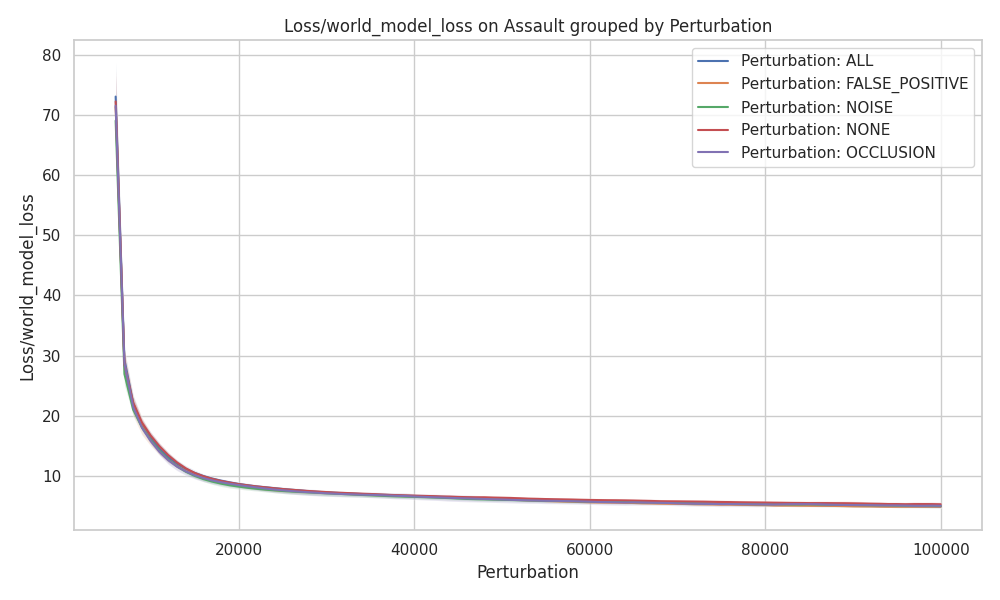 Loss/world_model_loss on Assault grouped by Perturbation
80
70
60
50
40
30
20
10
Loss/world_model_loss
Perturbation: ALL
Perturbation: FALSE_POSITIVE
Perturbation: NOISE
Perturbation: NONE
Perturbation: OCCLUSION
20000
40000
60000
80000
100000
Perturbation